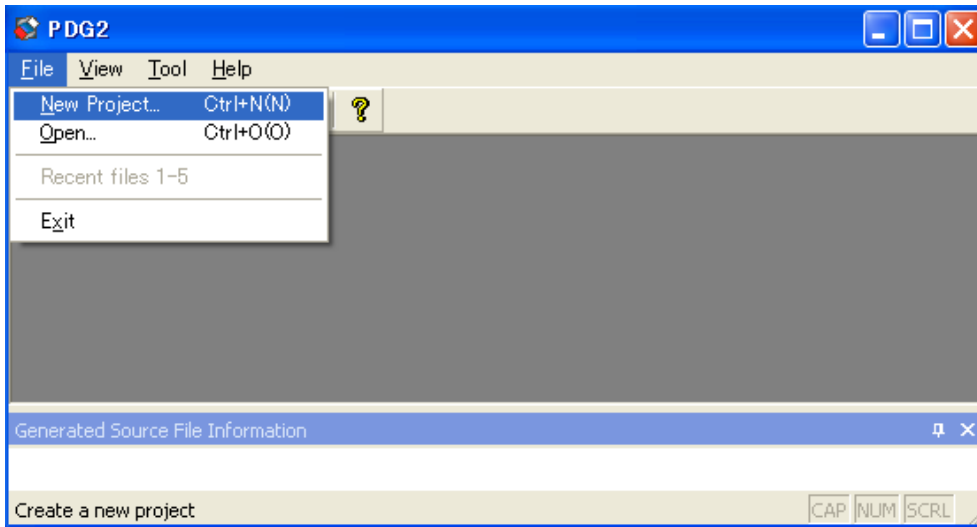 PDG2
File View Tool Help
New Project... Ctrl+N(N)
Open... Ctrl+O(O)
Recent files 1-5
Exit
Generated Source File Information
Create a new project CAP NUM SCRL